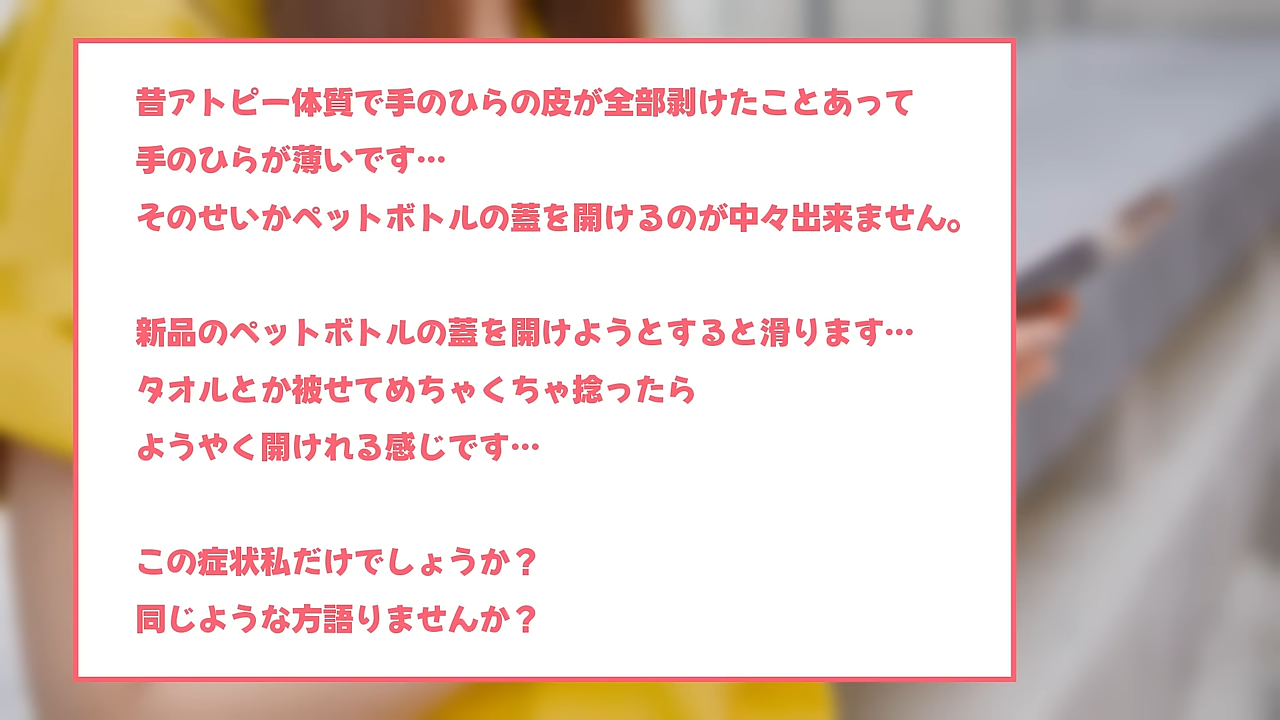 昔アトピー体質で手のひらの皮が全部剥けたことあって
手のひらが薄いです…
そのせいかペットボトルの蓋を開けるのが中々出来ません。
新品のペットボトルの蓋を開けようとすると滑ります…
タオルとか被せてめちゃくちゃ捻ったら
ようやく開けれる感じです…
この症状私だけでしょうか？
同じような方語りませんか？